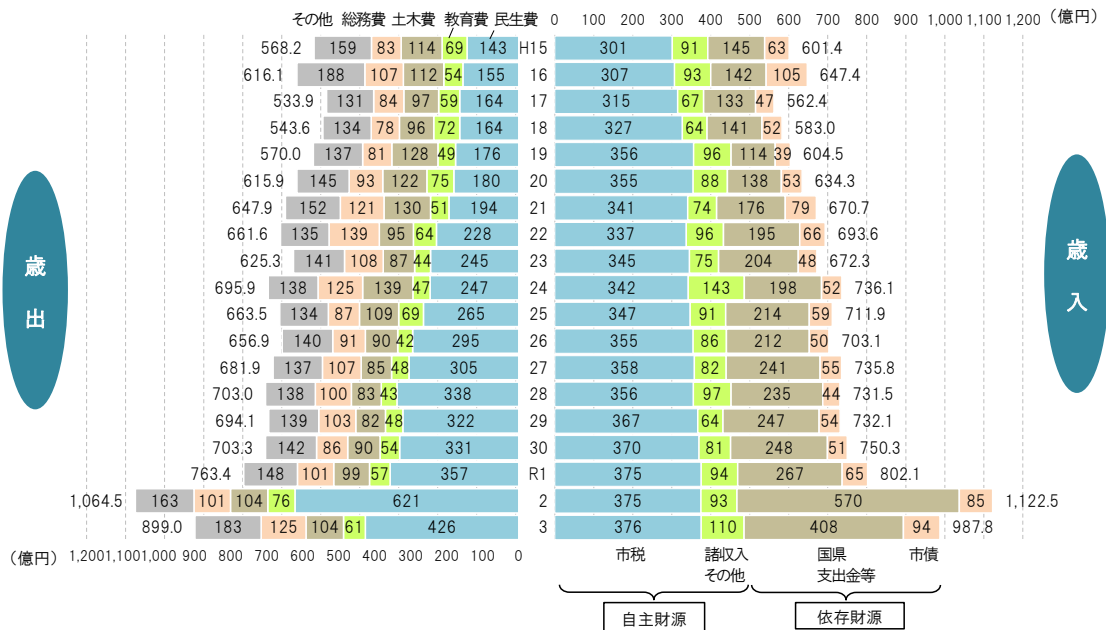 その他 総務費 土木費 教育費 民生費 0 100 200 300 400 500 600 700 800 900 1,000 1,100 1,200 (億円)
568.2 159 83 114 69 143 H15 301 91 145 63 601.4
616.1 188 107 112 54 155 16 307 93 142 105 647.4
533.9 131 84 97 59 164 17 315 67 133 47 562.4
543.6 134 78 96 72 164 18 327 64 141 52 583.0
570.0 137 81 128 49 176 19 356 96 114 39 604.5
615.9 145 93 122 75 180 20 355 88 138 53 634.3
647.9 152 121 130 51 194 21 341 74 176 79 670.7
661.6 135 139 95 64 228 22 337 96 195 66 693.6
625.3 141 108 87 44 245 23 345 75 204 48 672.3
695.9 138 125 139 47 247 24 342 143 198 52 736.1
663.5 134 87 109 69 265 25 347 91 214 59 711.9
656.9 140 91 90 42 295 26 355 86 212 50 703.1
681.9 137 107 85 48 305 27 358 82 241 55 735.8
703.0 138 100 83 43 338 28 356 97 235 44 731.5
694.1 139 103 82 48 322 29 367 64 247 54 732.1
703.3 142 86 90 54 331 30 370 81 248 51 750.3
763.4 148 101 99 57 357 R1 375 94 267 65 802.1
1,064.5 163 101 104 76 621 2 375 93 570 85 1,122.5
899.0 183 125 104 61 426 3 376 110 408 94 987.8
(億円) 1,200 1,100 1,000 900 800 700 600 500 400 300 200 100 0
歳出
歳入
市税 諸収入 国県 市債
その他 支出金等
自主財源 依存財源